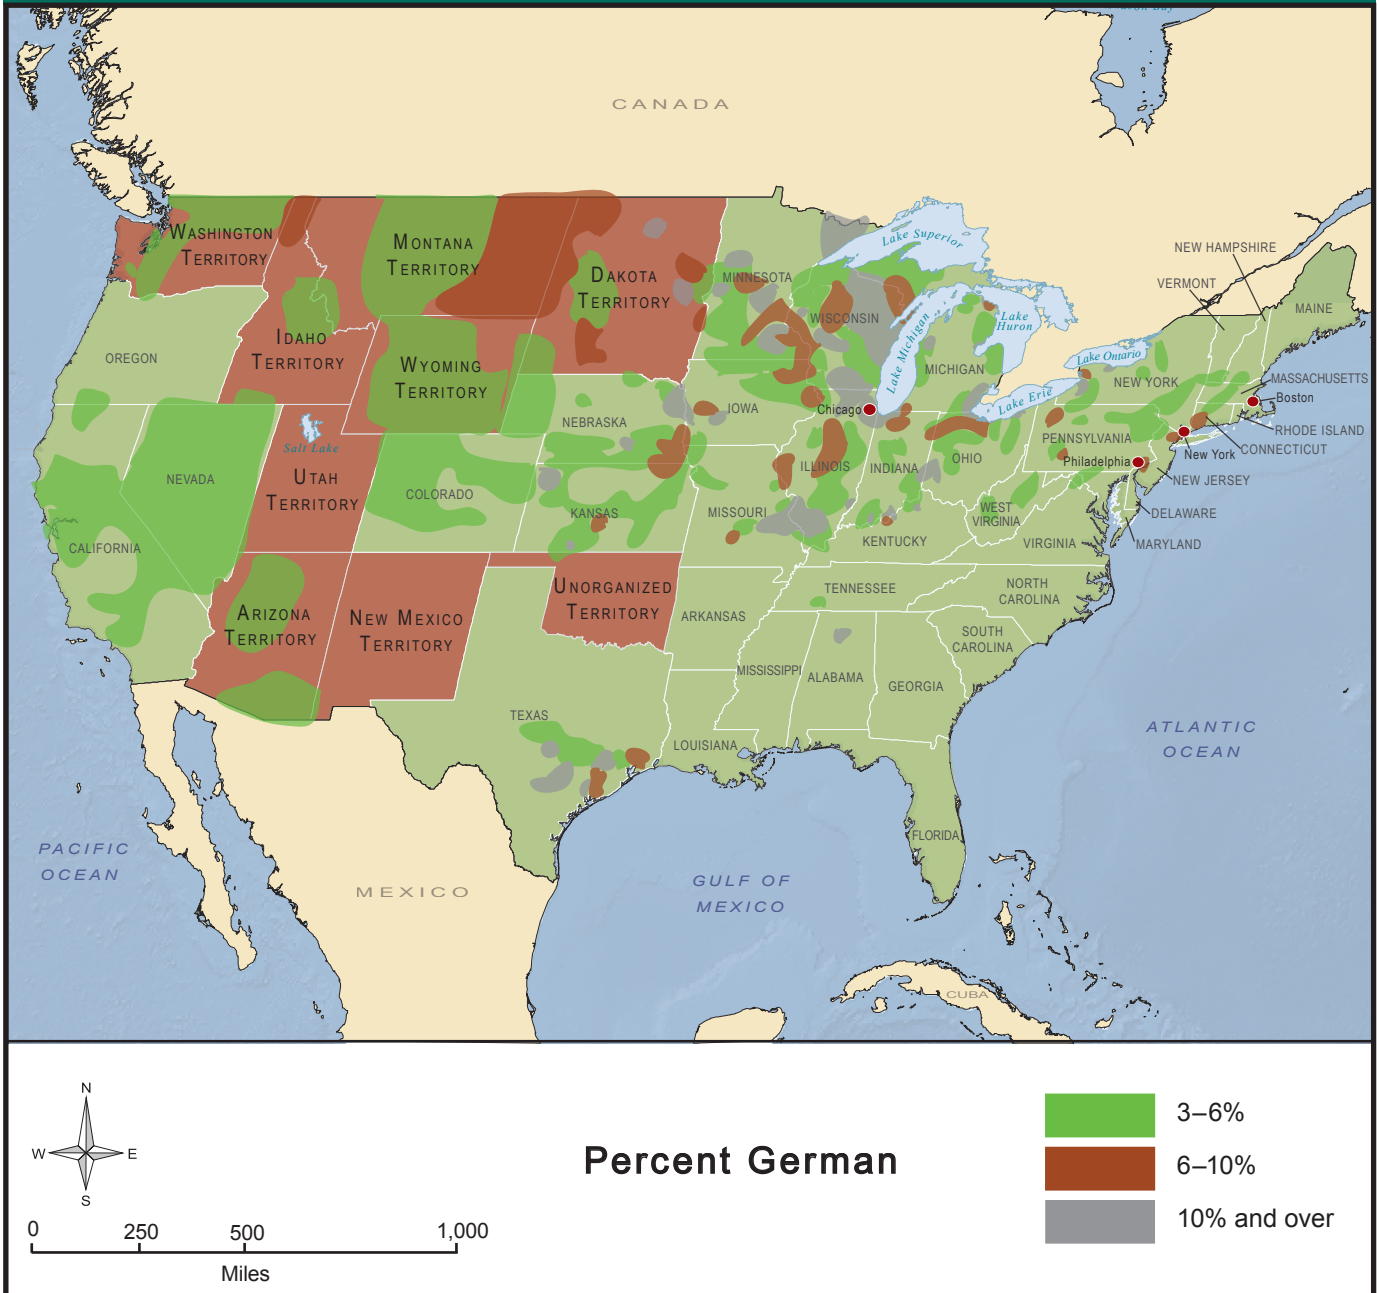 CANADA
NEW HAMPSHIRE
WASHINGTON
TERRITORY
Lake Superior
MONTANA
TERRITORY
DAKOTA
TERRITORY
MINNESOTA
VERMONT
MAINE
WISCONSIN
Lake
Huron
IDAHO
TERRITORY
Lake Michigan
OREGON
WYOMING
TERRITORY
MICHIGAN
Lake Ontario
NEW YORK
MASSACHUSETTS
Boston
Lake Erie
Chicago
IOWA
NEBRASKA
RHODE ISLAND
PENNSYLVANIA
CONNECTICUT
New York
Salt Lake
Philadelphia
OHIO
ILLINOIS
INDIANA
NEVADA
UTAH
TERRITORY
COLORADO
NEW JERSEY
KANSAS
MISSOURI
WEST
VIRGINIA
DELAWARE
KENTUCKY
VIRGINIA
MARYLAND
CALIFORNIA
UNORGANIZED
TERRITORY
TENNESSEE
NORTH
CAROLINA
ARIZONA
TERRITORY
NEW MEXICO
TERRITORY
ARKANSAS
SOUTH
CAROLINA
MISSISSIPPI
ALABAMA
GEORGIA
TEXAS
LOUISIANA
ATLANTIC
OCEAN
FLORIDA
PACIFIC
OCEAN
MEXICO
GULF OF
MEXICO
CUBA
N
W
E
S
Percent German
3–6%
6–10%
10% and over
0
250
500
1,000
Miles